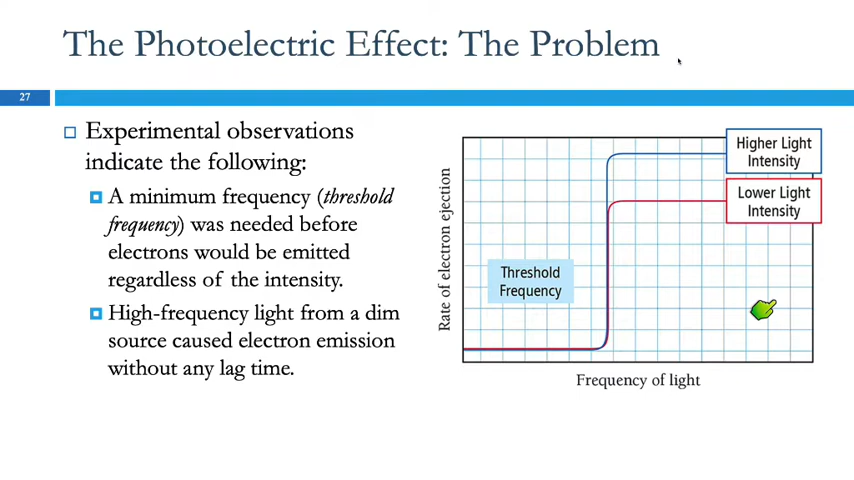 The Photoelectric Effect: The Problem
27
Experimental observations
indicate the following:
A minimum frequency (threshold
frequency) was needed before
electrons would be emitted
regardless of the intensity.
High-frequency light from a dim
source caused electron emission
without any lag time.
Rate of electron ejection
Higher Light
Intensity
Lower Light
Intensity
Threshold
Frequency
Frequency of light